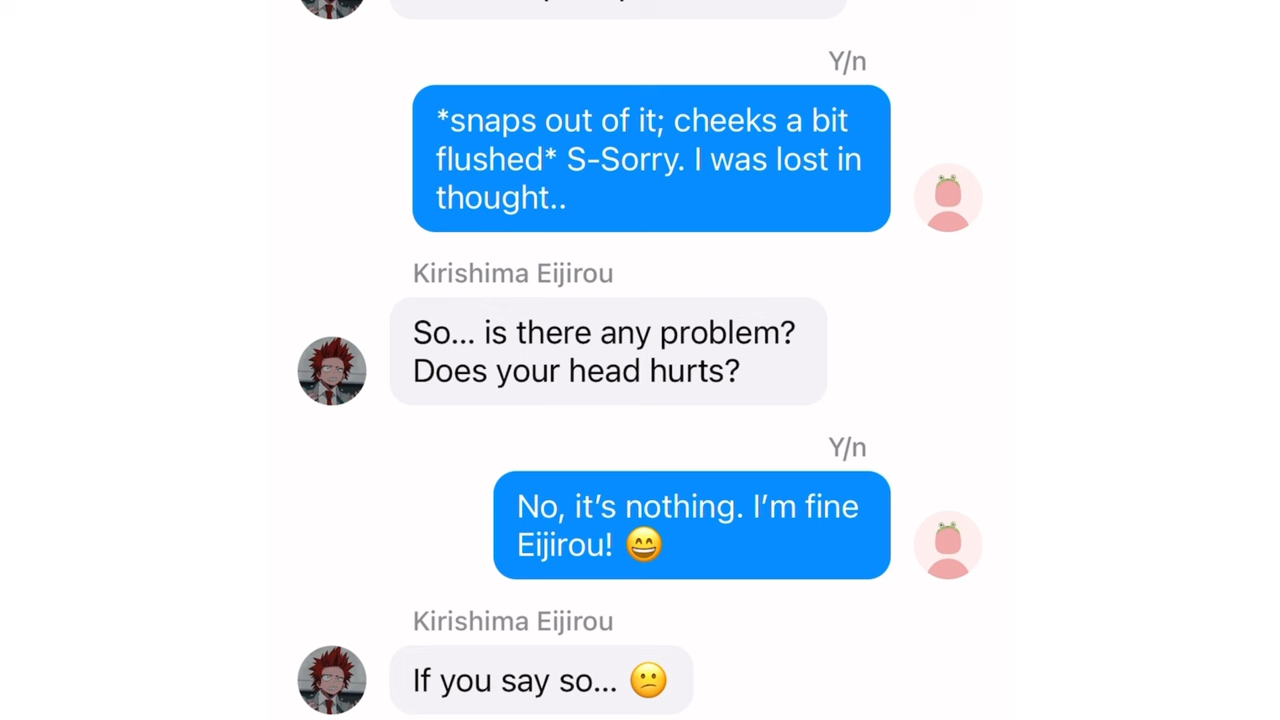 Y/n
*snaps out of it; cheeks a bit
flushed* S-Sorry. I was lost in
thought..
Kirishima Eijirou
So... is there any problem?
Does your head hurts?
Y/n
No, it's nothing. I'm fine
Eijirou! 😄
Kirishima Eijirou
If you say so... 😕